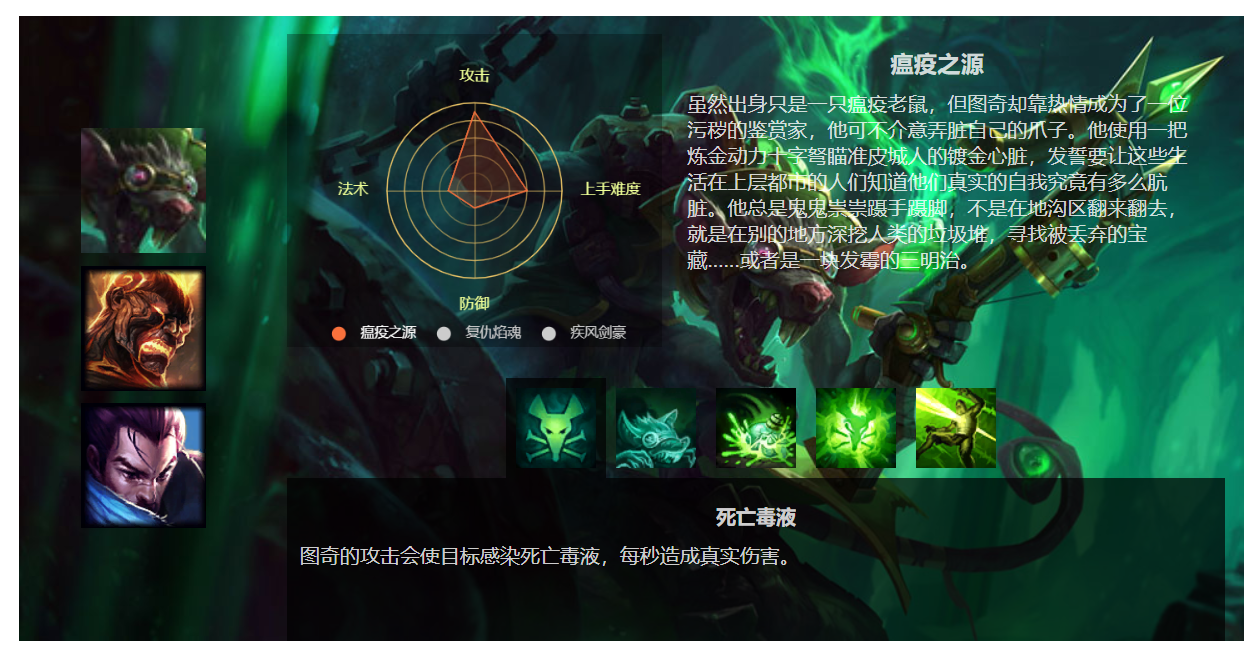 攻击
法术
上手难度
防御
瘟疫之源
复仇焰魂
疾风剑豪
瘟疫之源
虽然出身只是一只瘟疫老鼠，但图奇却靠热情成为了一位
污秽的鉴赏家，他可不介意弄脏自己的爪子。他使用一把
炼金动力十字弩瞄准皮城人的镀金心脏，发誓要让这些生
活在上层都市的人们知道他们真实的自我究竟有多么肮
脏。他总是鬼鬼祟祟蹑手蹑脚，不是在地沟区翻来翻去，
就是在别的地方深挖人类的垃圾堆，寻找被丢弃的宝
藏……或者是一块发霉的三明治。
死亡毒液
图奇的攻击会使目标感染死亡毒液，每秒造成真实伤害。